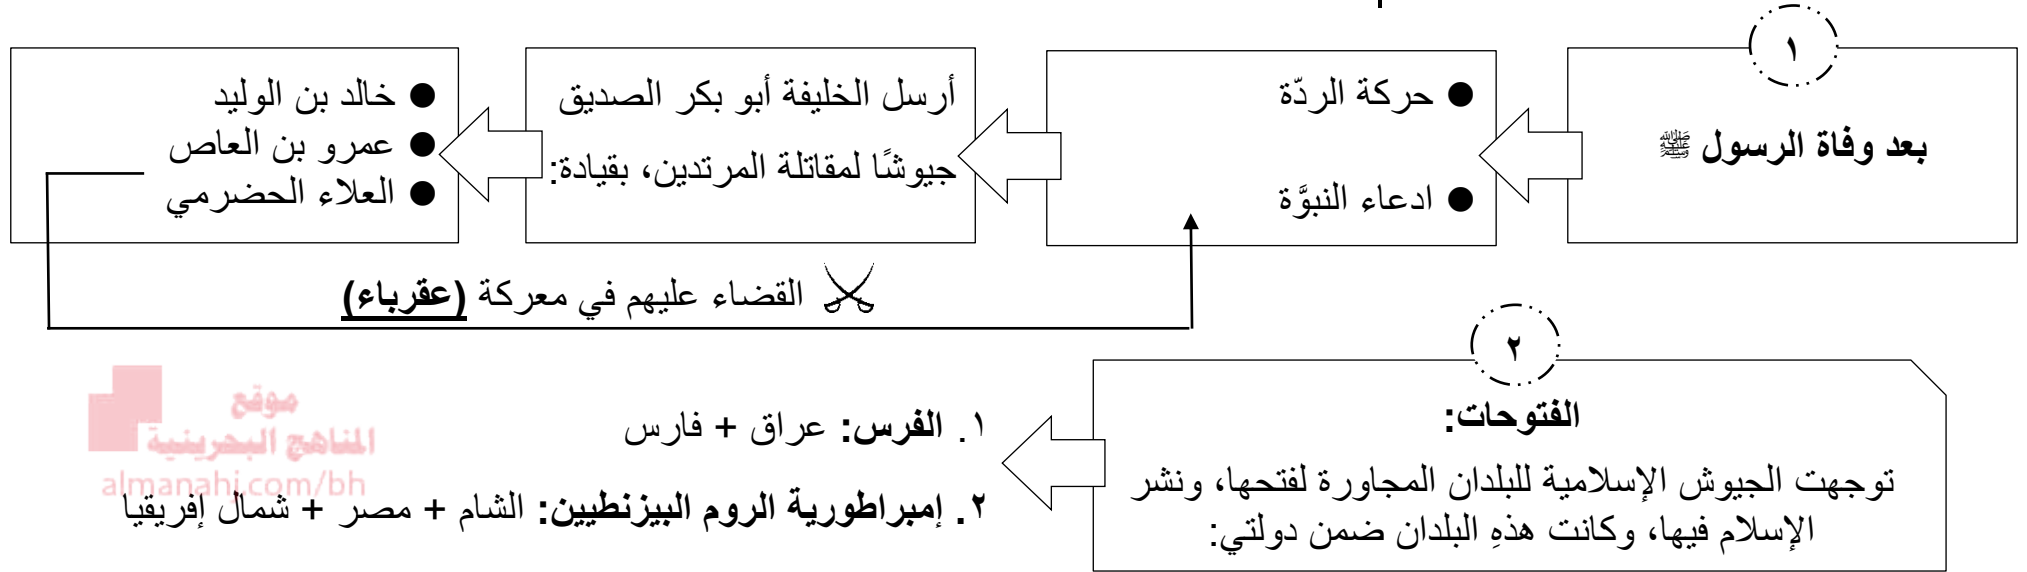 ١
بعد وفاة الرسول ﷺ
● حركة الردّة
● ادعاء النبوَّة
أرسل الخليفة أبو بكر الصديق
جيوشًا لمقاتلة المرتدين، بقيادة:
● خالد بن الوليد
● عمرو بن العاص
● العلاء الحضرمي
القضاء عليهم في معركة (عقرباء)
٢
الفتوحات:
توجهت الجيوش الإسلامية للبلدان المجاورة لفتحها، ونشر
الإسلام فيها، وكانت هذهِ البلدان ضمن دولتي:
١. الفرس: عراق + فارس
٢. إمبراطورية الروم البيزنطيين: الشام + مصر + شمال إفريقيا
موقع
المناهج البحرينية
almanahj.com/bh